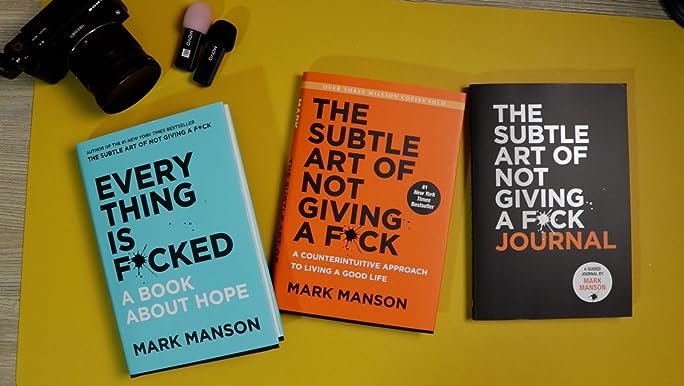 SONY
MOVO
MOVO
AUTHOR OF THE #1 NEW YORK TIMES BESTSELLER
THE SUBTLE ART OF NOT GIVING A F*CK
EVERY
THING
IS
F*CKED
A BOOK
ABOUT HOPE
MARK MANSON
OVER THREE MILLION COPIES SOLD
THE
SUBTLE
ART OF
NOT
GIVING
A F*CK
#1
New York
Times
Bestseller
A COUNTERINTUITIVE APPROACH
TO LIVING A GOOD LIFE
MARK MANSON
THE
SUBTLE
ART OF
NOT
GIVING
A F*CK
JOURNAL
A GUIDED
JOURNAL BY
MARK
MANSON